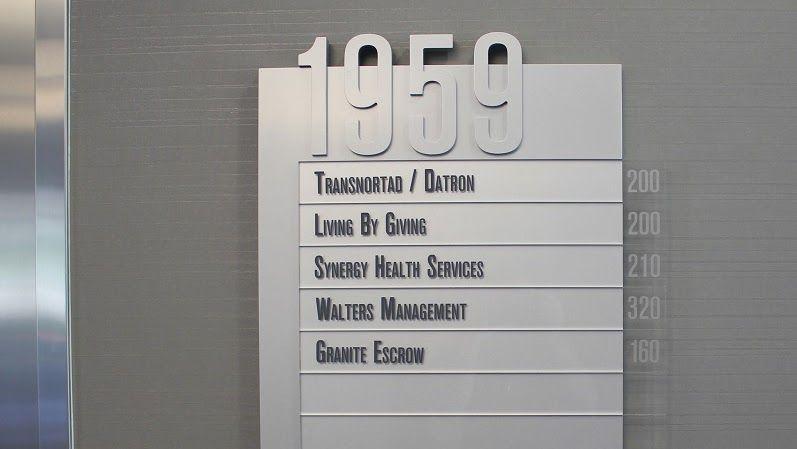 1959
Transnortad / Datron 200
Living By Giving 200
Synergy Health Services 210
Walters Management 320
Granite Escrow 160